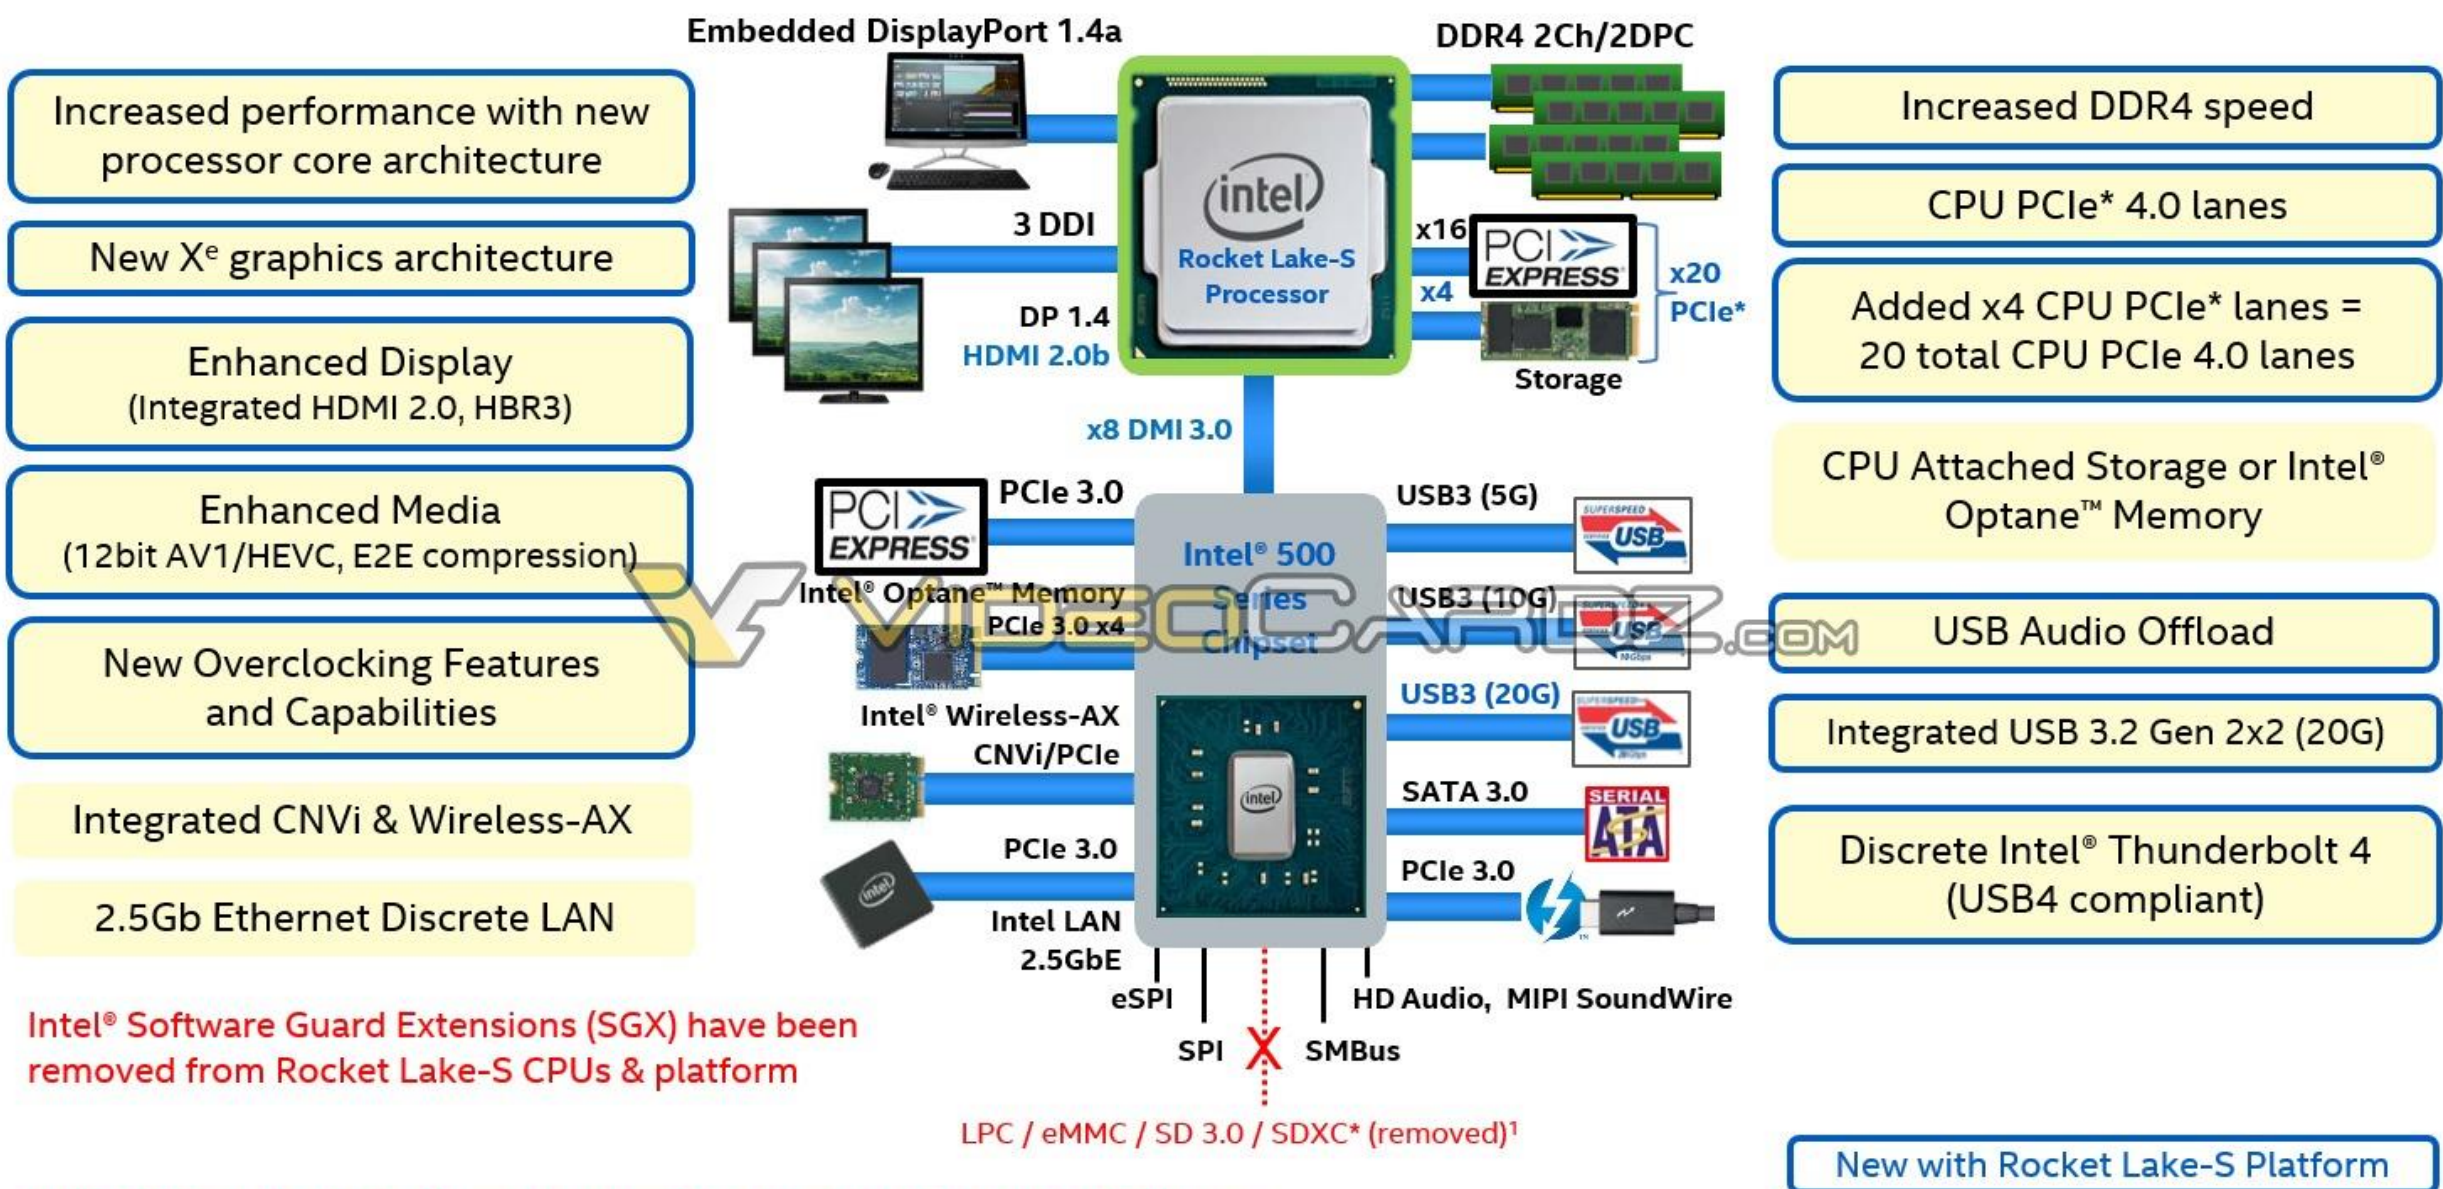 Embedded DisplayPort 1.4a
DDR4 2Ch/2DPC
Increased performance with new
processor core architecture
New Xᵉ graphics architecture
Enhanced Display
(Integrated HDMI 2.0, HBR3)
Enhanced Media
(12bit AV1/HEVC, E2E compression)
New Overclocking Features
and Capabilities
Integrated CNVi & Wireless-AX
2.5Gb Ethernet Discrete LAN
Intel® Software Guard Extensions (SGX) have been
removed from Rocket Lake-S CPUs & platform
3 DDI
DP 1.4
HDMI 2.0b
intel
Rocket Lake-S
Processor
x16
PCI
EXPRESS®
x4
x20
PCIe*
Storage
x8 DMI 3.0
PCIe 3.0
PCI
EXPRESS®
Intel® Optane™ Memory
PCIe 3.0 x4
Intel® Wireless-AX
CNVi/PCIe
PCIe 3.0
intel
Intel LAN
2.5GbE
Intel® 500
Series
Chipset
intel
USB3 (5G)
SUPERSPEED
CERTIFIED USB
USB3 (10G)
USB
10Gbps
USB3 (20G)
SUPERSPEED
USB
SATA 3.0
SERIAL
ATA
PCIe 3.0
eSPI
SPI
X
SMBus
HD Audio, MIPI SoundWire
LPC / eMMC / SD 3.0 / SDXC* (removed)¹
VIDEOCARDZ.COM
Increased DDR4 speed
CPU PCIe* 4.0 lanes
Added x4 CPU PCIe* lanes =
20 total CPU PCIe 4.0 lanes
CPU Attached Storage or Intel®
Optane™ Memory
USB Audio Offload
Integrated USB 3.2 Gen 2x2 (20G)
Discrete Intel® Thunderbolt 4
(USB4 compliant)
New with Rocket Lake-S Platform